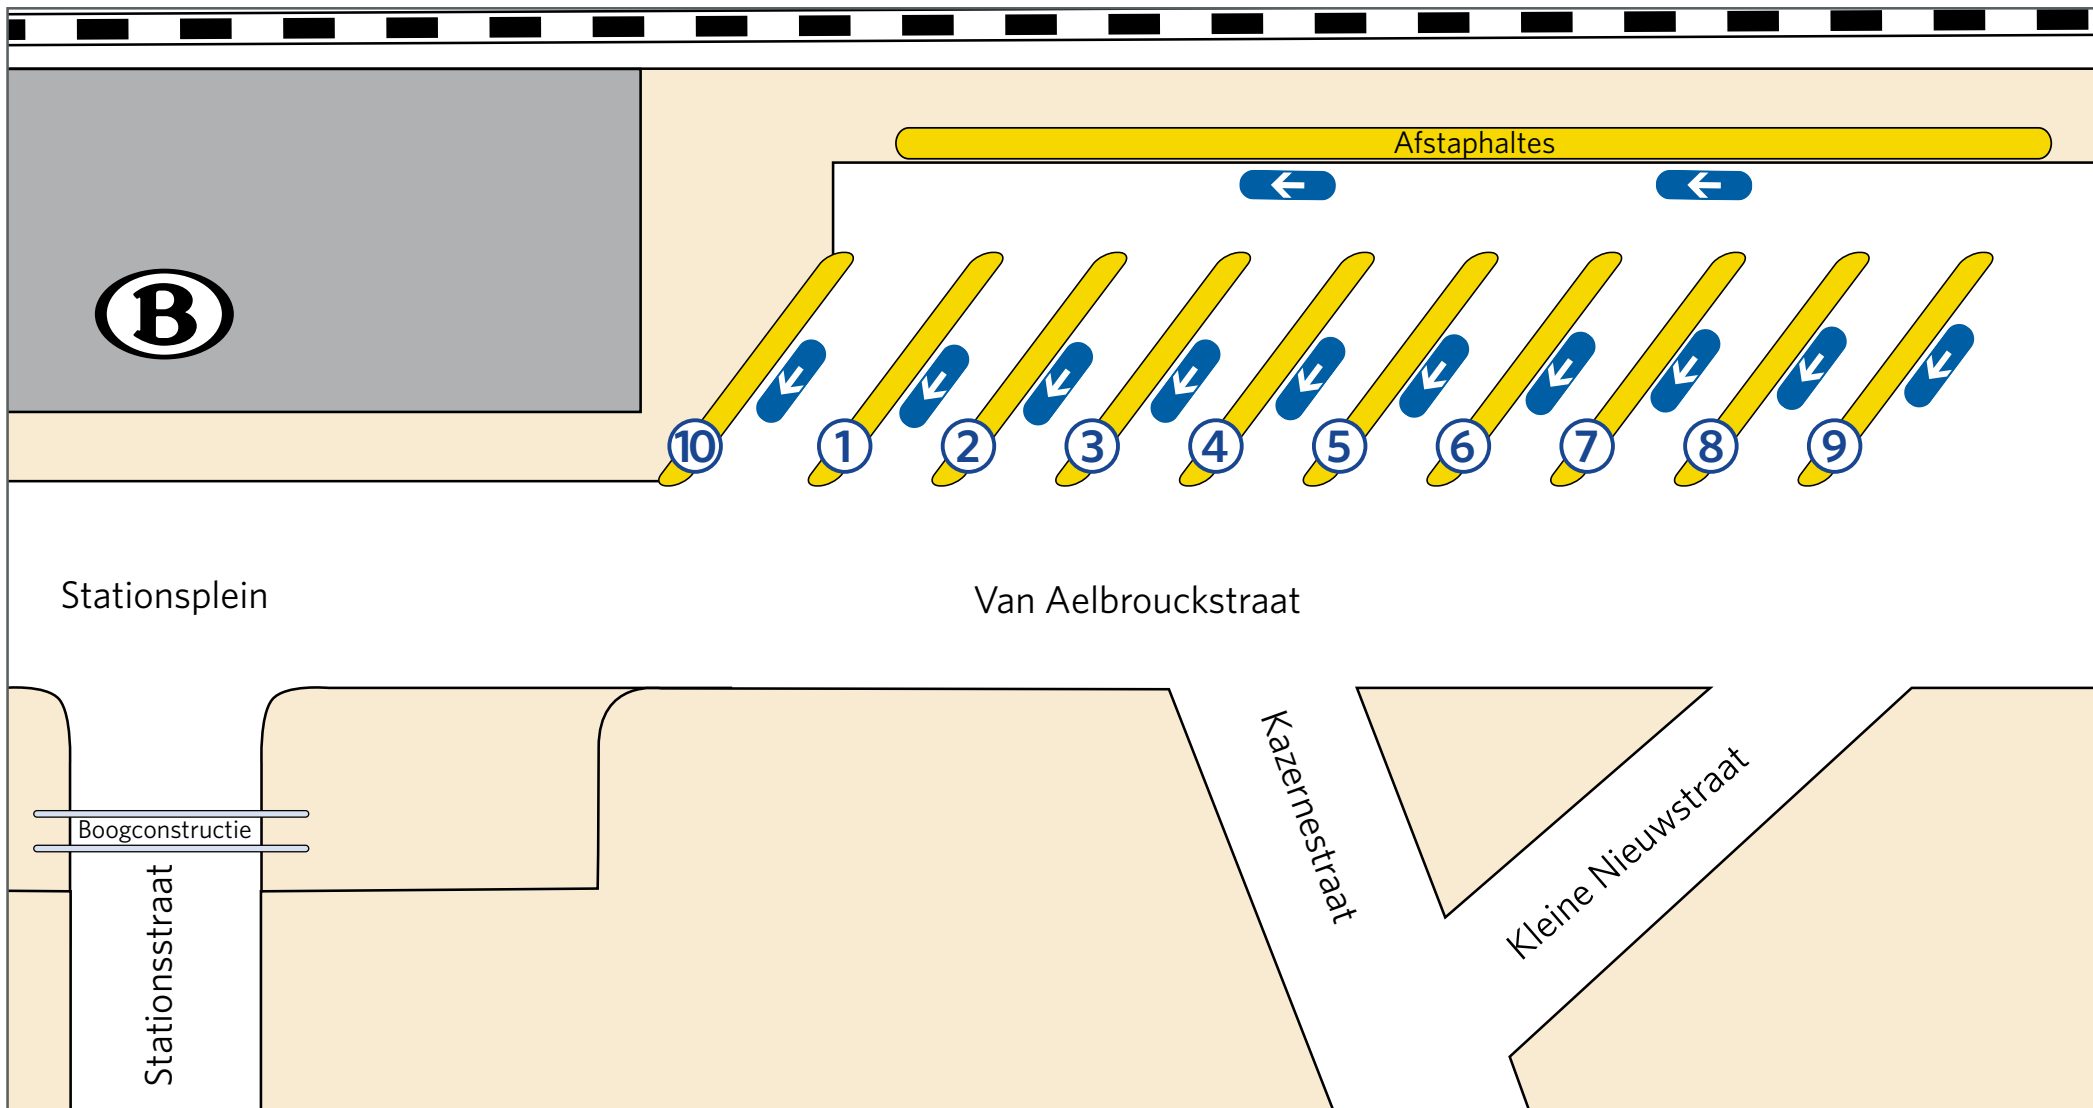 Afstaphaltes
B
10
1
2
3
4
5
6
7
8
9
Stationsplein
Van Aelbrouckstraat
Kazernestraat
Kleine Nieuwstraat
Boogconstructie
Stationsstraat